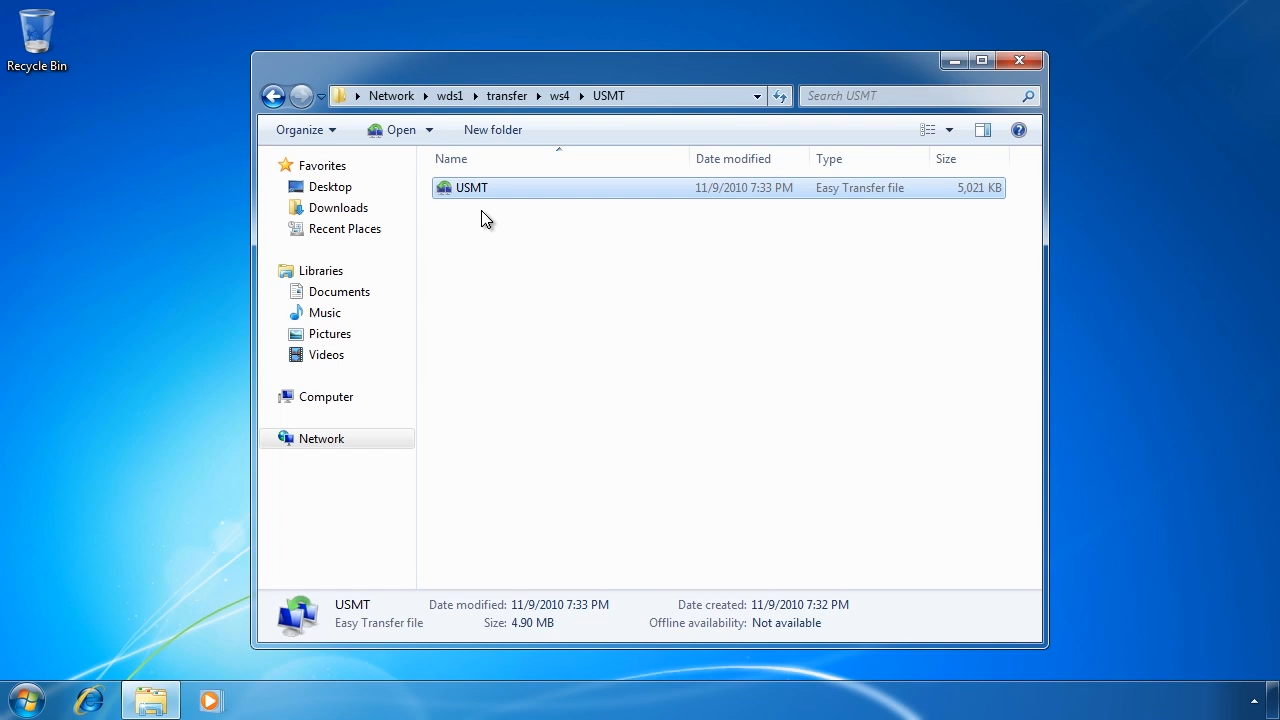 Recycle Bin
Network wds1 transfer ws4 USMT
Search USMT
Organize Open New folder
Name Date modified Type Size
USMT 11/9/2010 7:33 PM Easy Transfer file 5,021 KB
Favorites
Desktop
Downloads
Recent Places
Libraries
Documents
Music
Pictures
Videos
Computer
Network
USMT Date modified: 11/9/2010 7:33 PM Date created: 11/9/2010 7:32 PM
Easy Transfer file Size: 4.90 MB Offline availability: Not available